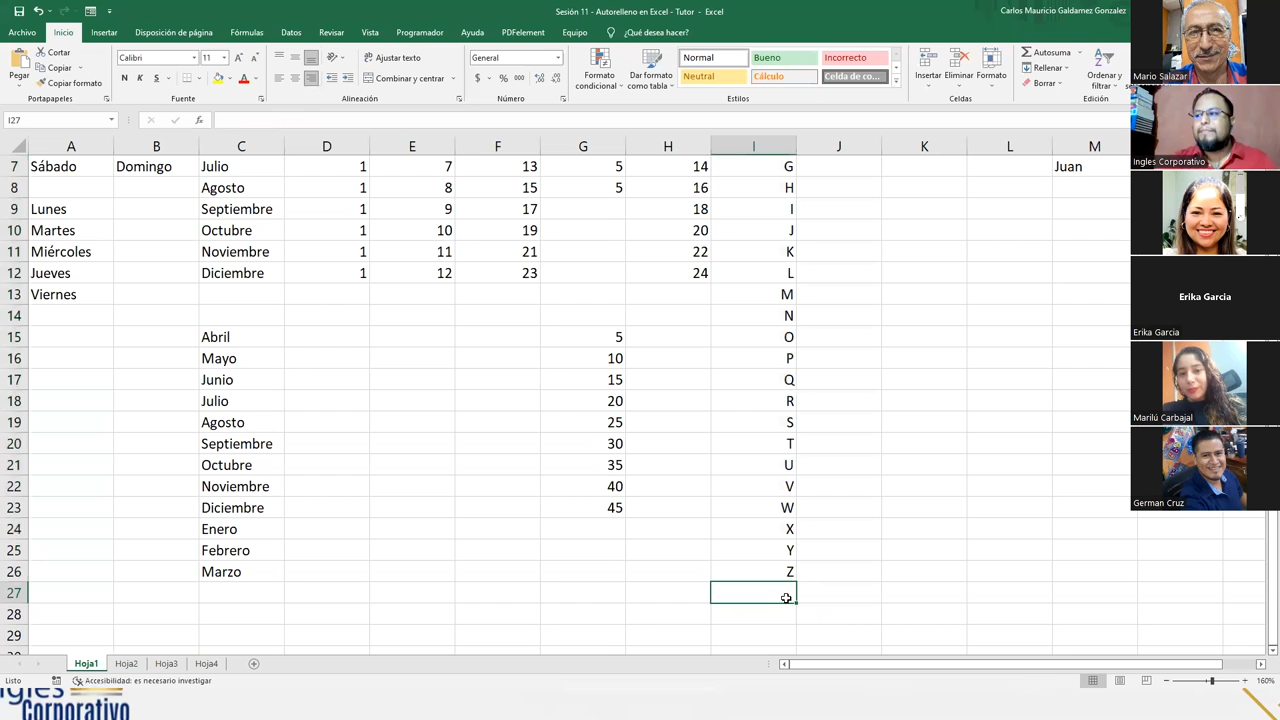 Sesión 11 - Autorelleno en Excel - Tutor - Excel
Carlos Mauricio Galdamez Gonzalez
Archivo Inicio Insertar Disposición de página Fórmulas Datos Revisar Vista Programador Ayuda PDFelement Equipo ¿Qué desea hacer?
Pegar
Cortar
Copiar
Copiar formato
Portapapeles
Calibri 11
N K S
Fuente
Ajustar texto
Combinar y centrar
Alineación
General
% 000
Número
Formato condicional
Dar formato como tabla
Normal Bueno Incorrecto
Neutral Cálculo Celda de co...
Estilos
Insertar Eliminar Formato
Celdas
Autosuma
Rellenar
Borrar
Ordenar y
Edición
I27
A B C D E F G H I J K L M
7 Sábado Domingo Julio 1 7 13 5 14 G Juan
8 Agosto 1 8 15 5 16 H
9 Lunes Septiembre 1 9 17 18 I
10 Martes Octubre 1 10 19 20 J
11 Miércoles Noviembre 1 11 21 22 K
12 Jueves Diciembre 1 12 23 24 L
13 Viernes M
14 N
15 Abril 5 O
16 Mayo 10 P
17 Junio 15 Q
18 Julio 20 R
19 Agosto 25 S
20 Septiembre 30 T
21 Octubre 35 U
22 Noviembre 40 V
23 Diciembre 45 W
24 Enero X
25 Febrero Y
26 Marzo Z
27
28
29
Hoja1 Hoja2 Hoja3 Hoja4
Listo Accesibilidad: es necesario investigar 160%
Mario Salazar
Ingles Corporativo
Erika Garcia
Erika Garcia
Marilú Carbajal
German Cruz
Ingles
Corporativo